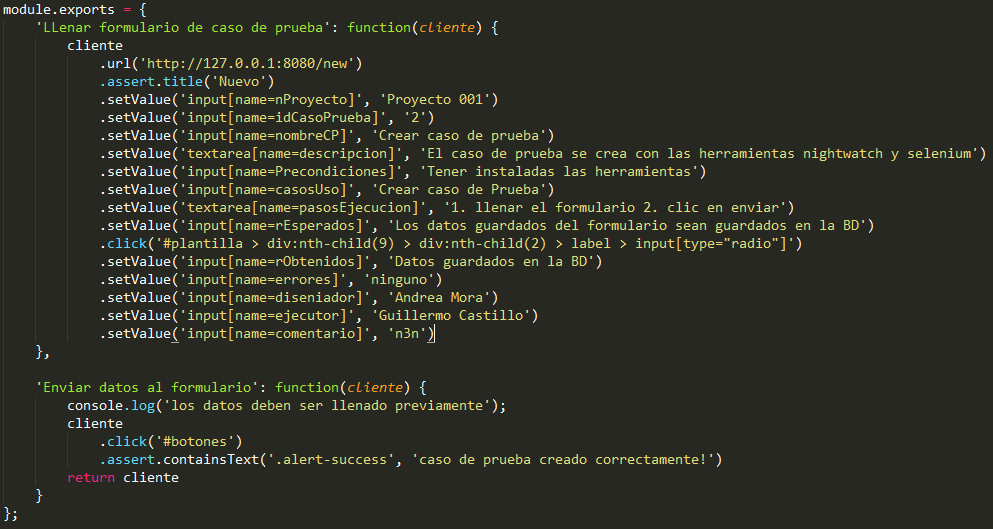 module.exports = {
    'LLenar formulario de caso de prueba': function(cliente) {
        cliente
            .url('http://127.0.0.1:8080/new')
            .assert.title('Nuevo')
            .setValue('input[name=nProyecto]', 'Proyecto 001')
            .setValue('input[name=idCasoPrueba]', '2')
            .setValue('input[name=nombreCP]', 'Crear caso de prueba')
            .setValue('textarea[name=descripcion]', 'El caso de prueba se crea con las herramientas nightwatch y selenium')
            .setValue('input[name=Precondiciones]', 'Tener instaladas las herramientas')
            .setValue('input[name=casosUso]', 'Crear caso de Prueba')
            .setValue('textarea[name=pasosEjecucion]', '1. llenar el formulario 2. clic en enviar')
            .setValue('input[name=rEsperados]', 'Los datos guardados del formulario sean guardados en la BD')
            .click('#plantilla > div:nth-child(9) > div:nth-child(2) > label > input[type="radio"]')
            .setValue('input[name=rObtenidos]', 'Datos guardados en la BD')
            .setValue('input[name=errores]', 'ninguno')
            .setValue('input[name=diseniador]', 'Andrea Mora')
            .setValue('input[name=ejecutor]', 'Guillermo Castillo')
            .setValue('input[name=comentario]', 'n3n')
    },

    'Enviar datos al formulario': function(cliente) {
        console.log('los datos deben ser llenado previamente');
        cliente
            .click('#botones')
            .assert.containsText('.alert-success', 'caso de prueba creado correctamente!')
        return cliente
    }
};